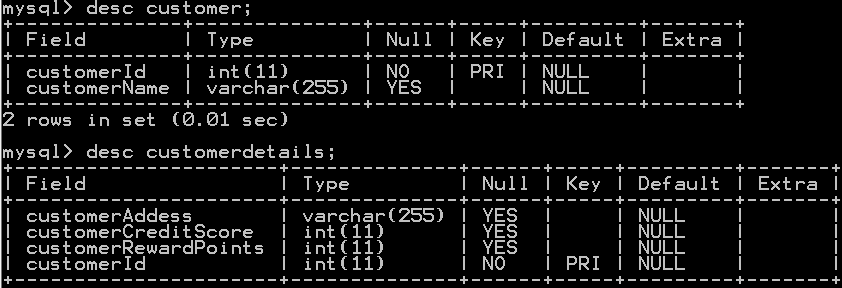 mysql> desc customer;
+--------------+--------------+------+-----+---------+-------+
| Field | Type | Null | Key | Default | Extra |
+--------------+--------------+------+-----+---------+-------+
| customerId | int(11) | NO | PRI | NULL | |
| customerName | varchar(255) | YES | | NULL | |
+--------------+--------------+------+-----+---------+-------+
2 rows in set (0.01 sec)
mysql> desc customerdetails;
+----------------------+--------------+------+-----+---------+-------+
| Field | Type | Null | Key | Default | Extra |
+----------------------+--------------+------+-----+---------+-------+
| customerAddess | varchar(255) | YES | | NULL | |
| customerCreditScore | int(11) | YES | | NULL | |
| customerRewardPoints | int(11) | YES | | NULL | |
| customerId | int(11) | NO | PRI | NULL | |
+----------------------+--------------+------+-----+---------+-------+